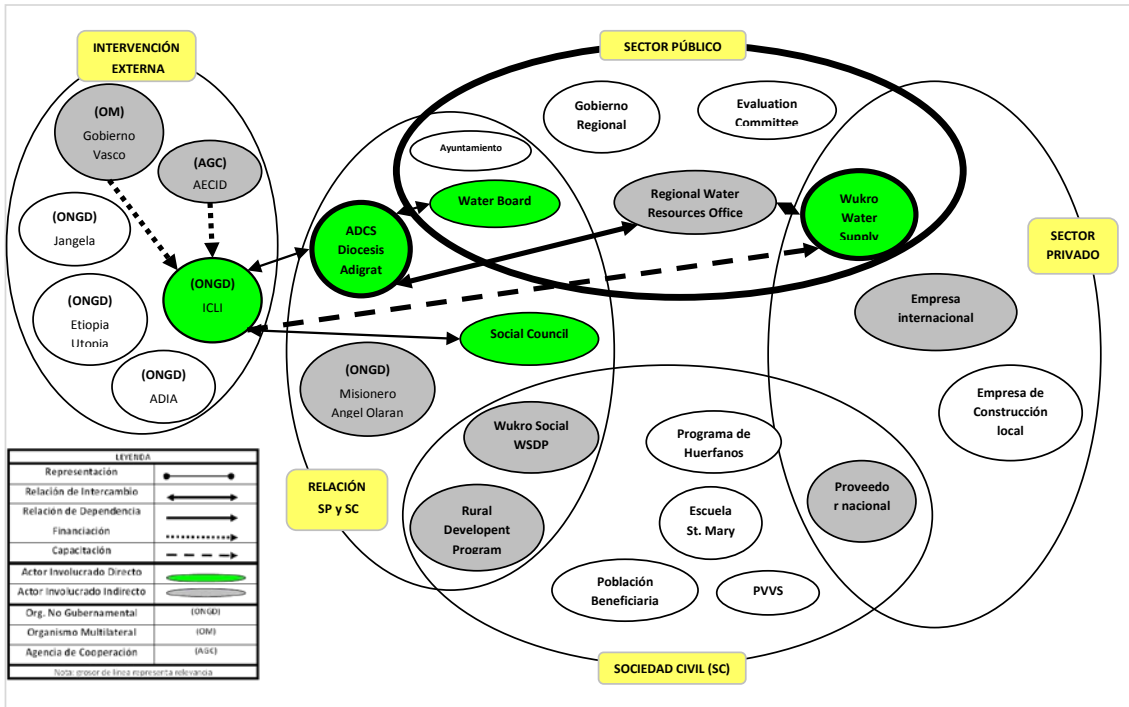 INTERVENCIÓN
EXTERNA
(OM)
Gobierno
Vasco
(AGC)
AECID
(ONGD)
Jangela
(ONGD)
ICLI
(ONGD)
Etiopia
Utopia
(ONGD)
ADIA
SECTOR PÚBLICO
Gobierno
Regional
Evaluation
Committee
Ayuntamiento
Water Board
Regional Water
Resources Office
Wukro
Water
Supply
ADCS
Diocesis
Adigrat
SECTOR
PRIVADO
Empresa
internacional
Social Council
(ONGD)
Misionero
Angel Olaran
Empresa de
Construcción
local
Wukro Social
WSDP
Programa de
Huerfanos
Proveedo
r nacional
RELACIÓN
SP y SC
Rural
Developent
Program
Escuela
St. Mary
Población
Beneficiaria
PVVS
SOCIEDAD CIVIL (SC)
LEYENDA
Representación
Relación de Intercambio
Relación de Dependencia
Financiación
Capacitación
Actor Involucrado Directo
Actor Involucrado Indirecto
Org. No Gubernamental (ONGD)
Organismo Multilateral (OM)
Agencia de Cooperación (AGC)
Nota: grosor de linea representa relevancia